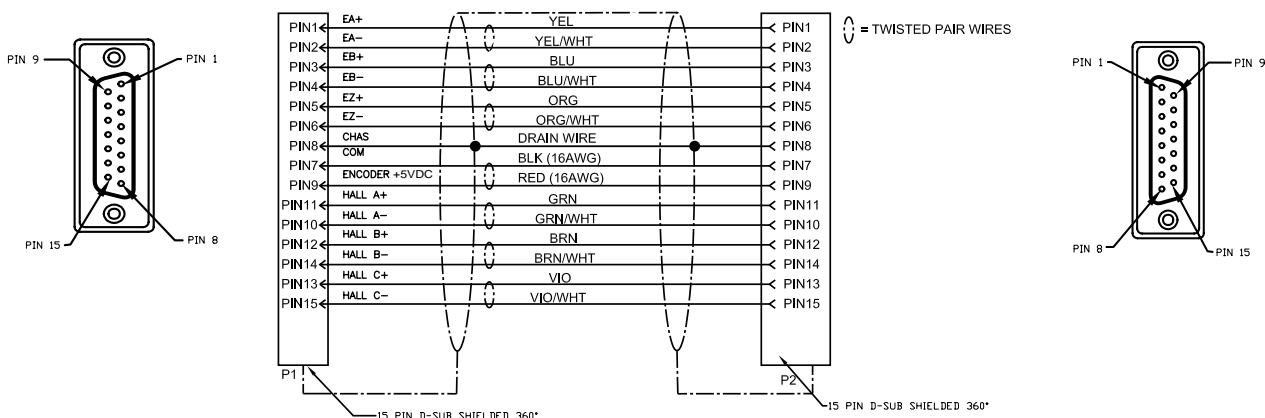 PIN1 EA+ YEL PIN1
PIN2 EA- YEL/WHT PIN2
PIN3 EB+ BLU PIN3
PIN4 EB- BLU/WHT PIN4
PIN5 EZ+ ORG PIN5
PIN6 EZ- ORG/WHT PIN6
PIN8 CHAS DRAIN WIRE PIN8
PIN7 COM BLK (16AWG) PIN7
PIN9 ENCODER +5VDC RED (16AWG) PIN9
PIN11 HALL A+ GRN PIN11
PIN10 HALL A- GRN/WHT PIN10
PIN12 HALL B+ BRN PIN12
PIN14 HALL B- BRN/WHT PIN14
PIN13 HALL C+ VIO PIN13
PIN15 HALL C- VIO/WHT PIN15
P1
P2
15 PIN D-SUB SHIELDED 360°
15 PIN D-SUB SHIELDED 360°
= TWISTED PAIR WIRES
PIN 9
PIN 1
PIN 15
PIN 8
PIN 1
PIN 9
PIN 8
PIN 15